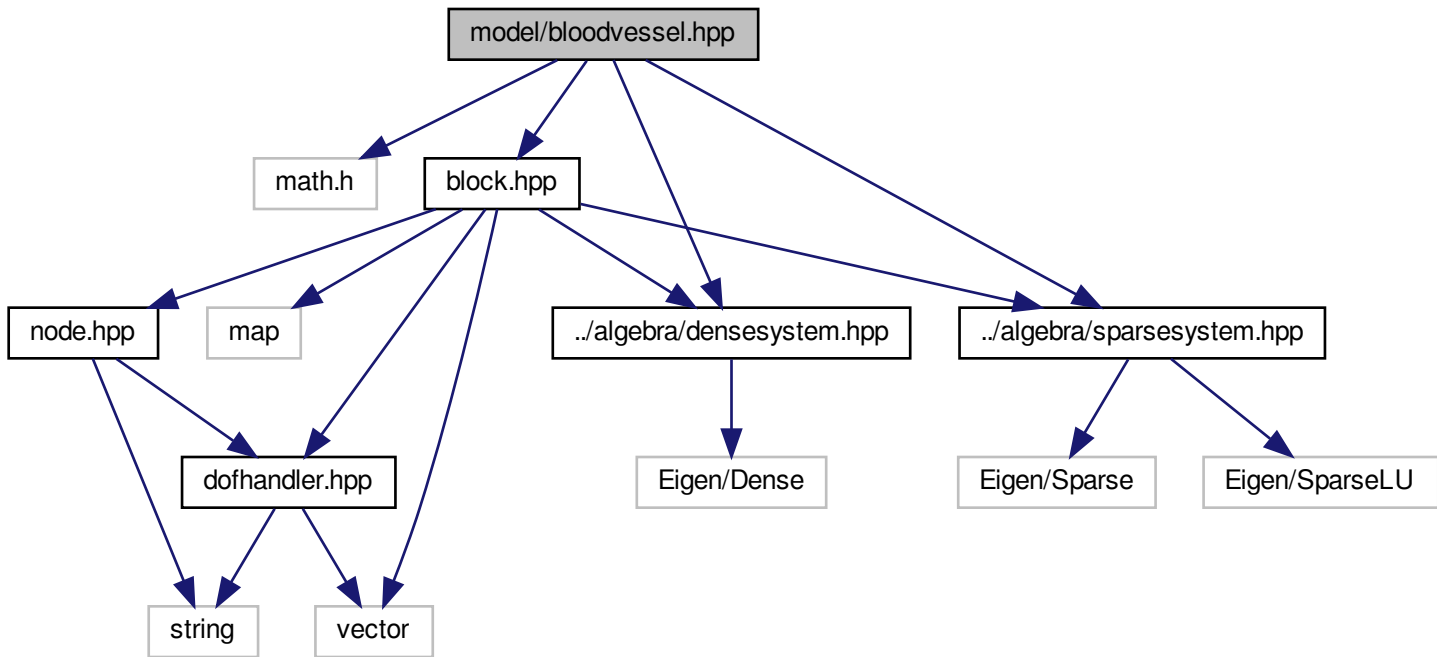 model/bloodvessel.hpp
math.h
block.hpp
node.hpp
map
../algebra/densesystem.hpp
../algebra/sparsesystem.hpp
dofhandler.hpp
Eigen/Dense
Eigen/Sparse
Eigen/SparseLU
string
vector